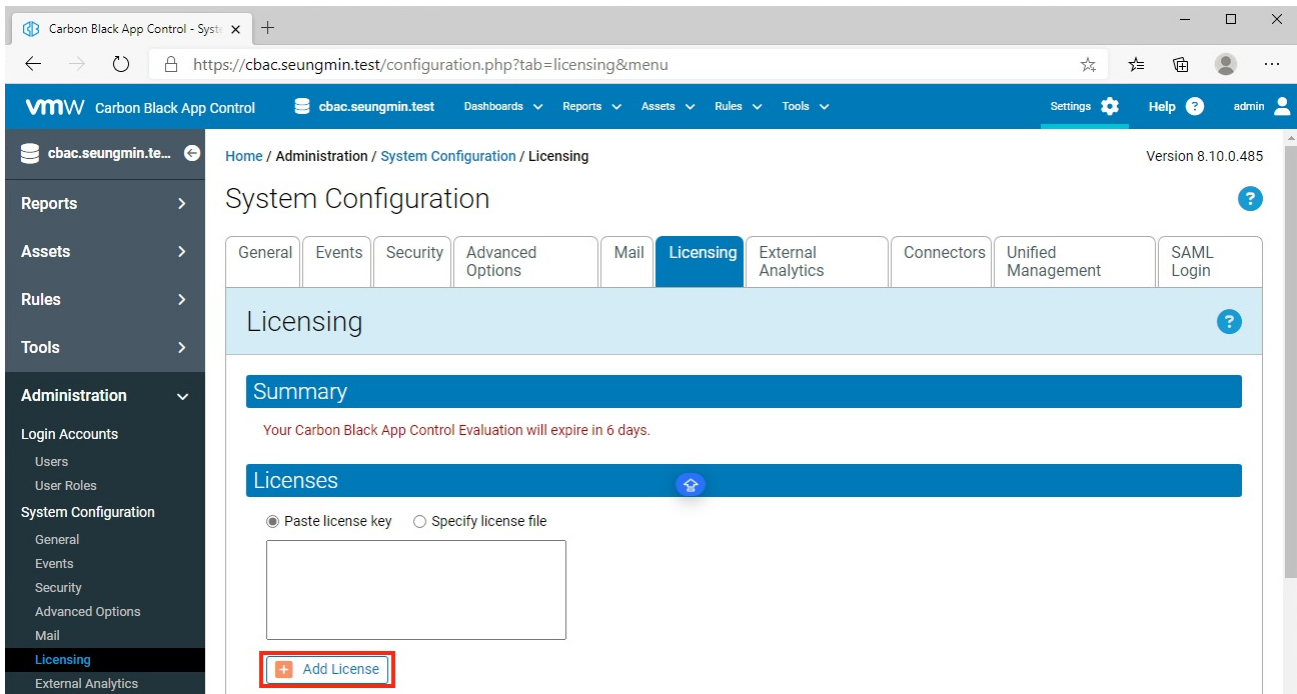 Carbon Black App Control - Syste
https://cbac.seungmin.test/configuration.php?tab=licensing&menu
vmw Carbon Black App Control
cbac.seungmin.test
Dashboards
Reports
Assets
Rules
Tools
Settings
Help ?
admin
cbac.seungmin.te...
Home / Administration / System Configuration / Licensing
Version 8.10.0.485
Reports
Assets
Rules
Tools
Administration
Login Accounts
Users
User Roles
System Configuration
General
Events
Security
Advanced Options
Mail
Licensing
External Analytics
System Configuration
?
General
Events
Security
Advanced
Options
Mail
Licensing
External
Analytics
Connectors
Unified
Management
SAML
Login
Licensing
?
Summary
Your Carbon Black App Control Evaluation will expire in 6 days.
Licenses
Paste license key
Specify license file
Add License